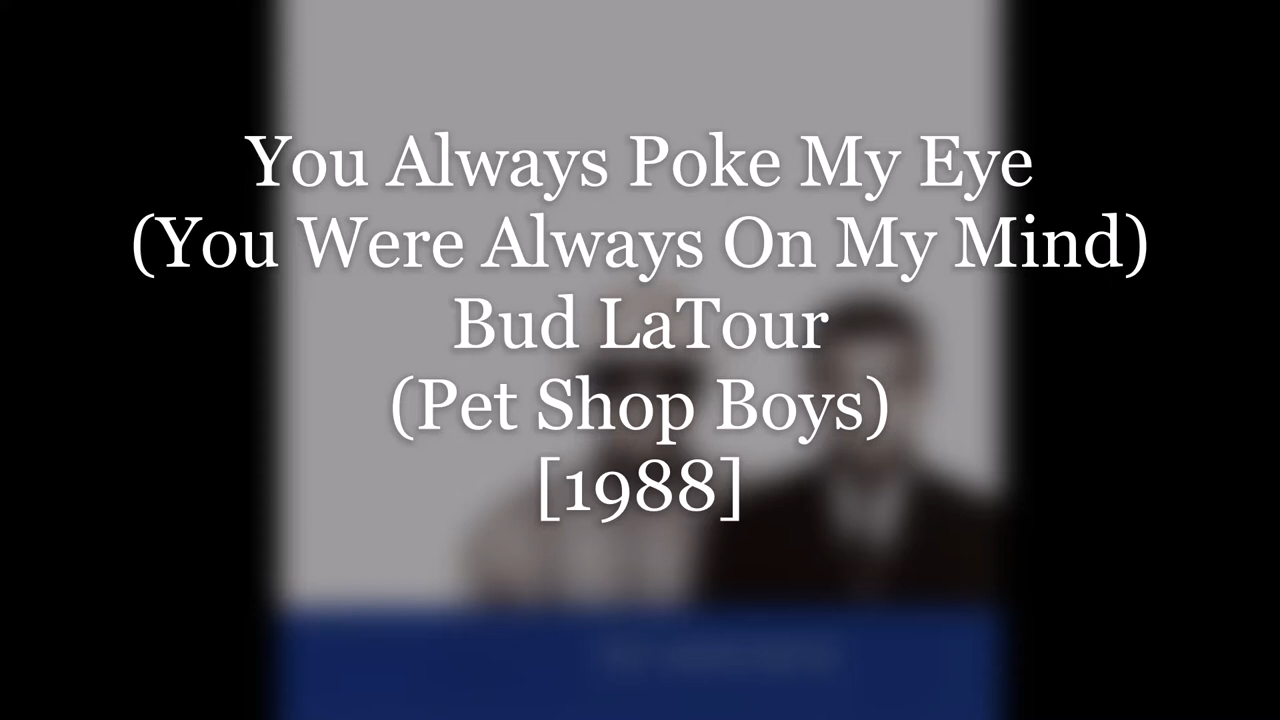 You Always Poke My Eye
(You Were Always On My Mind)
Bud LaTour
(Pet Shop Boys)
[1988]